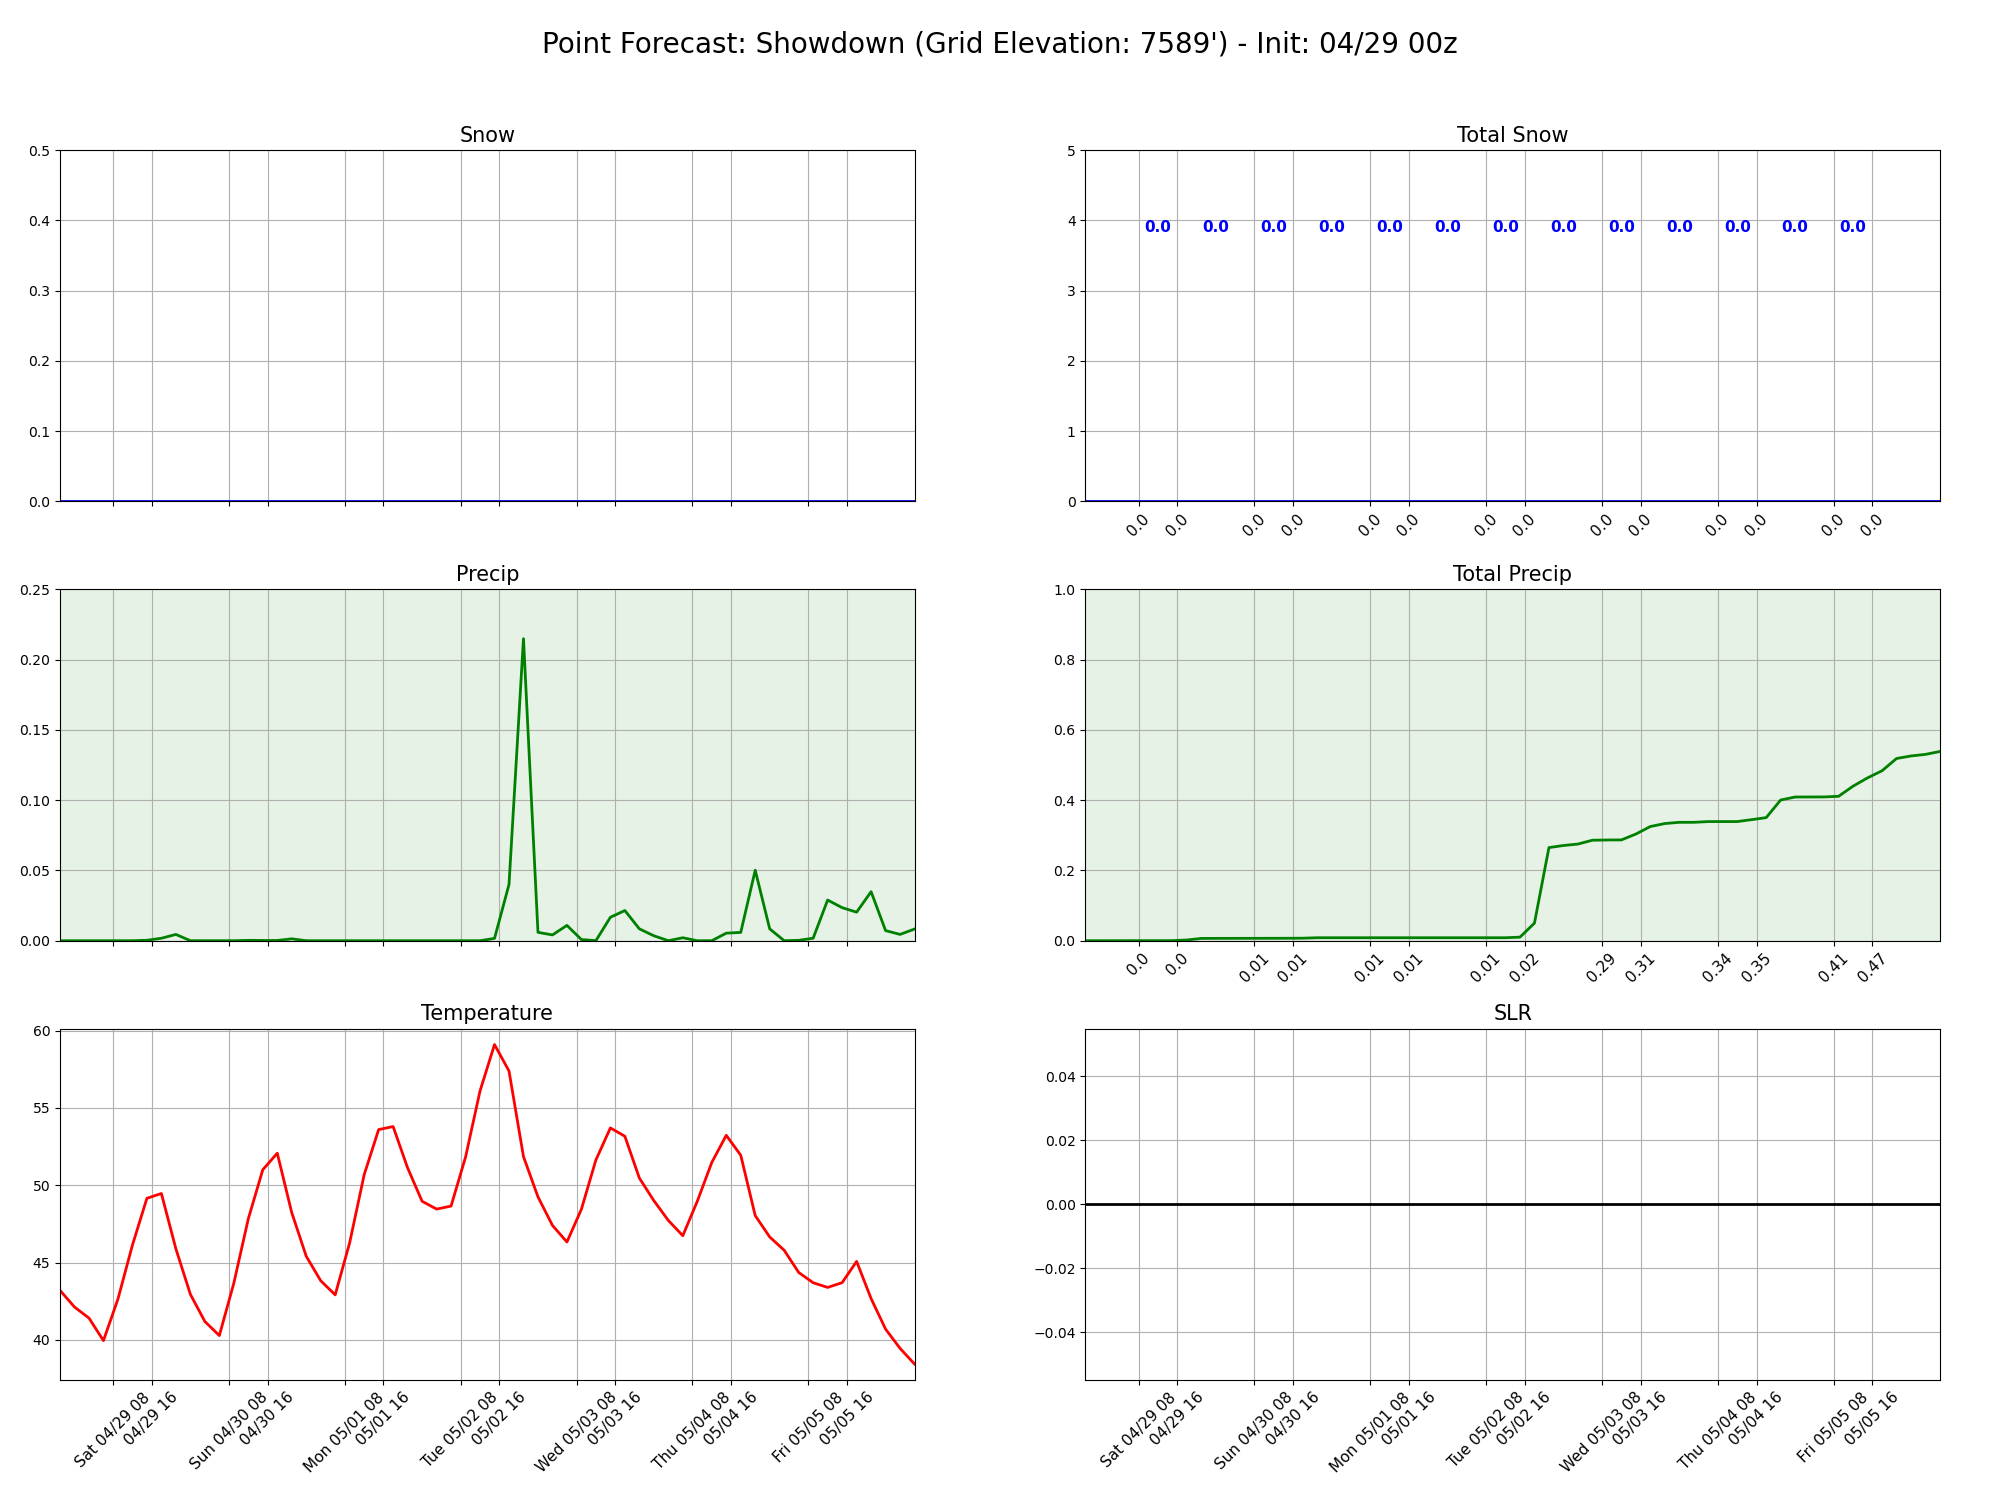 Point Forecast: Showdown (Grid Elevation: 7589') - Init: 04/29 00z
Snow
0.5
0.4
0.3
0.2
0.1
0.0
Total Snow
5
4
3
2
1
0
0.0 0.0 0.0 0.0 0.0 0.0 0.0 0.0 0.0 0.0 0.0 0.0 0.0
0.0 0.0 0.0 0.0 0.0 0.0 0.0 0.0 0.0 0.0 0.0 0.0 0.0 0.0
Precip
0.25
0.20
0.15
0.10
0.05
0.00
Total Precip
1.0
0.8
0.6
0.4
0.2
0.0
0.0 0.0 0.01 0.01 0.01 0.01 0.01 0.02 0.29 0.31 0.34 0.35 0.41 0.47
Temperature
60
55
50
45
40
Sat 04/29 08
04/29 16
Sun 04/30 08
04/30 16
Mon 05/01 08
05/01 16
Tue 05/02 08
05/02 16
Wed 05/03 08
05/03 16
Thu 05/04 08
05/04 16
Fri 05/05 08
05/05 16
SLR
0.04
0.02
0.00
−0.02
−0.04
Sat 04/29 08
04/29 16
Sun 04/30 08
04/30 16
Mon 05/01 08
05/01 16
Tue 05/02 08
05/02 16
Wed 05/03 08
05/03 16
Thu 05/04 08
05/04 16
Fri 05/05 08
05/05 16